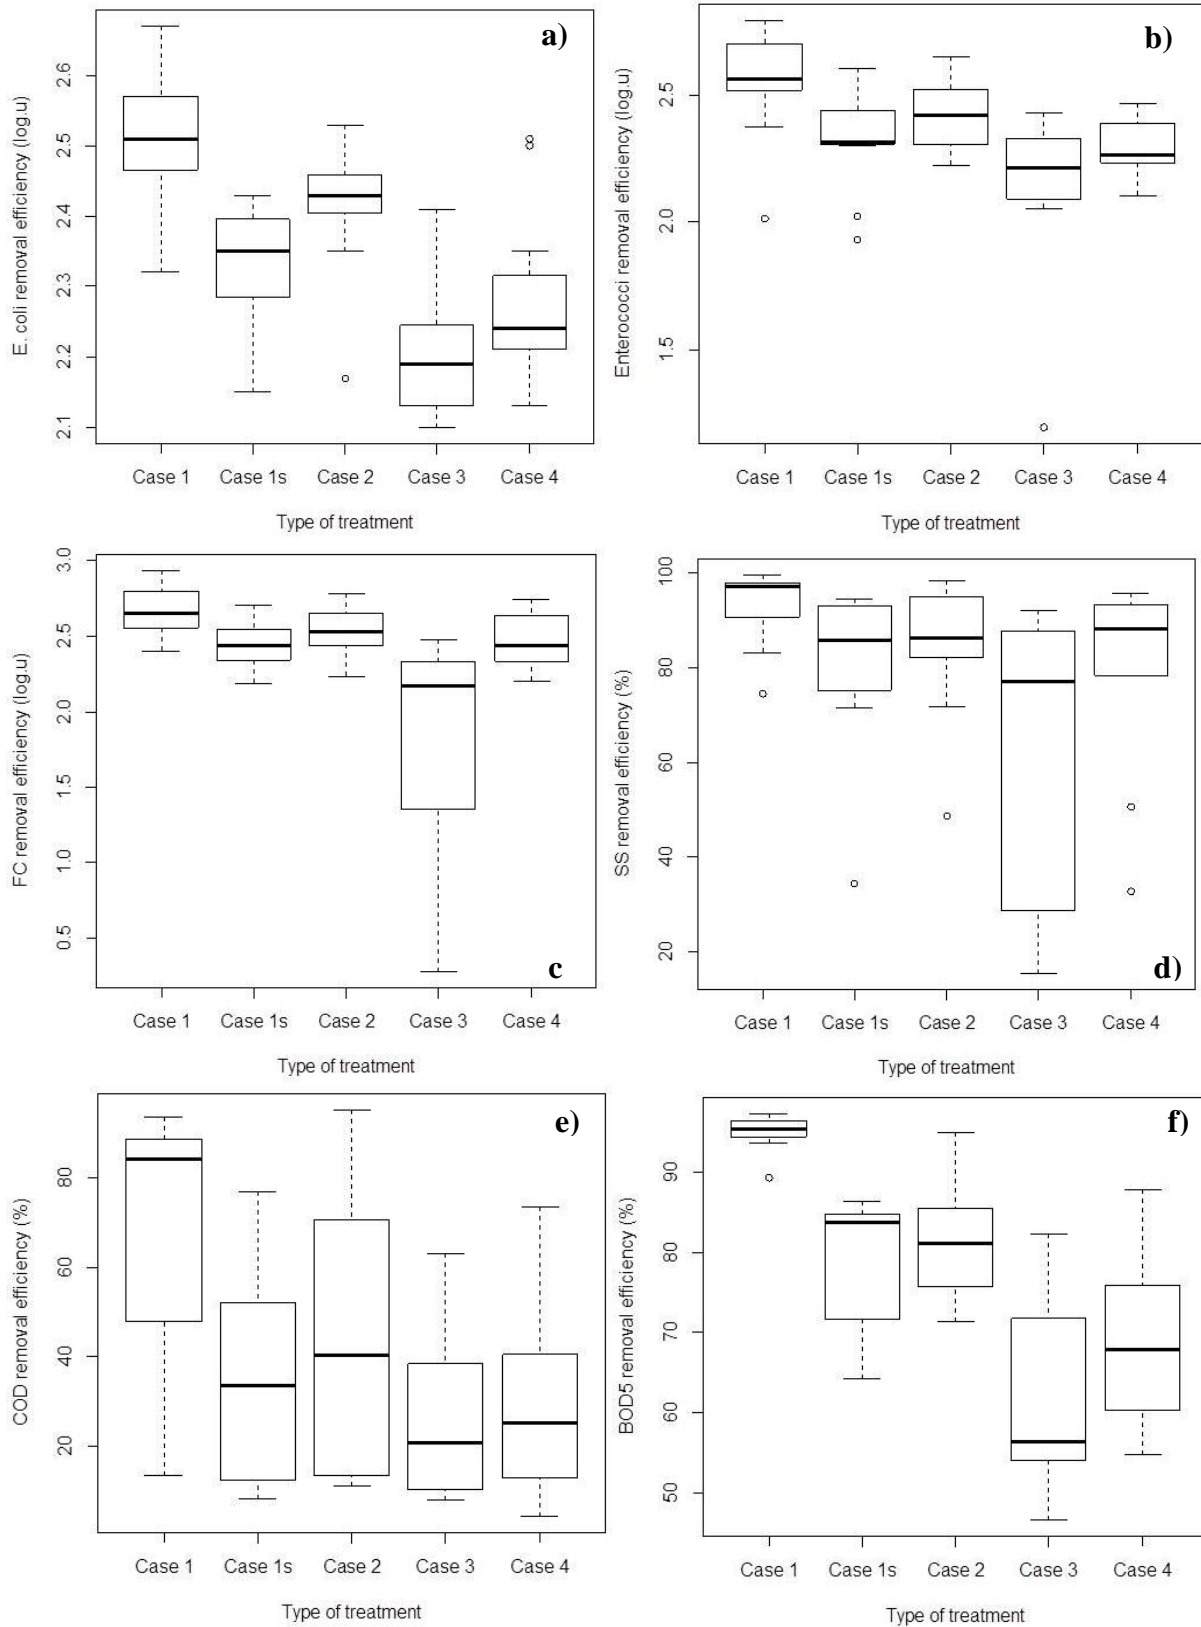 a)
E. coli removal efficiency (log.u)
2.6
2.5
2.4
2.3
2.2
2.1
Case 1 Case 1s Case 2 Case 3 Case 4
Type of treatment
b)
Enterococci removal efficiency (log.u)
2.5
2.0
1.5
Case 1 Case 1s Case 2 Case 3 Case 4
Type of treatment
c
FC removal efficiency (log.u)
3.0
2.5
2.0
1.5
1.0
0.5
Case 1 Case 1s Case 2 Case 3 Case 4
Type of treatment
d)
SS removal efficiency (%)
100
80
60
40
20
Case 1 Case 1s Case 2 Case 3 Case 4
Type of treatment
e)
COD removal efficiency (%)
80
60
40
20
Case 1 Case 1s Case 2 Case 3 Case 4
Type of treatment
f)
BOD5 removal efficiency (%)
90
80
70
60
50
Case 1 Case 1s Case 2 Case 3 Case 4
Type of treatment